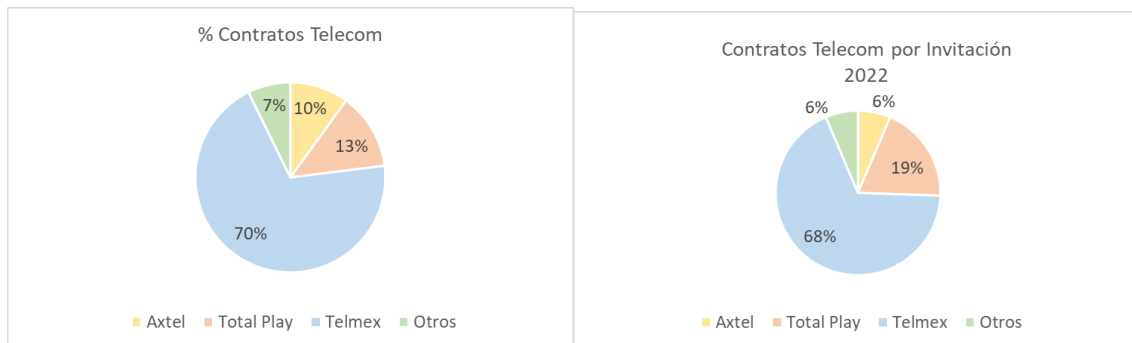 % Contratos Telecom
7%
10%
13%
70%
Axtel
Total Play
Telmex
Otros
Contratos Telecom por Invitación
2022
6%
6%
19%
68%
Axtel
Total Play
Telmex
Otros